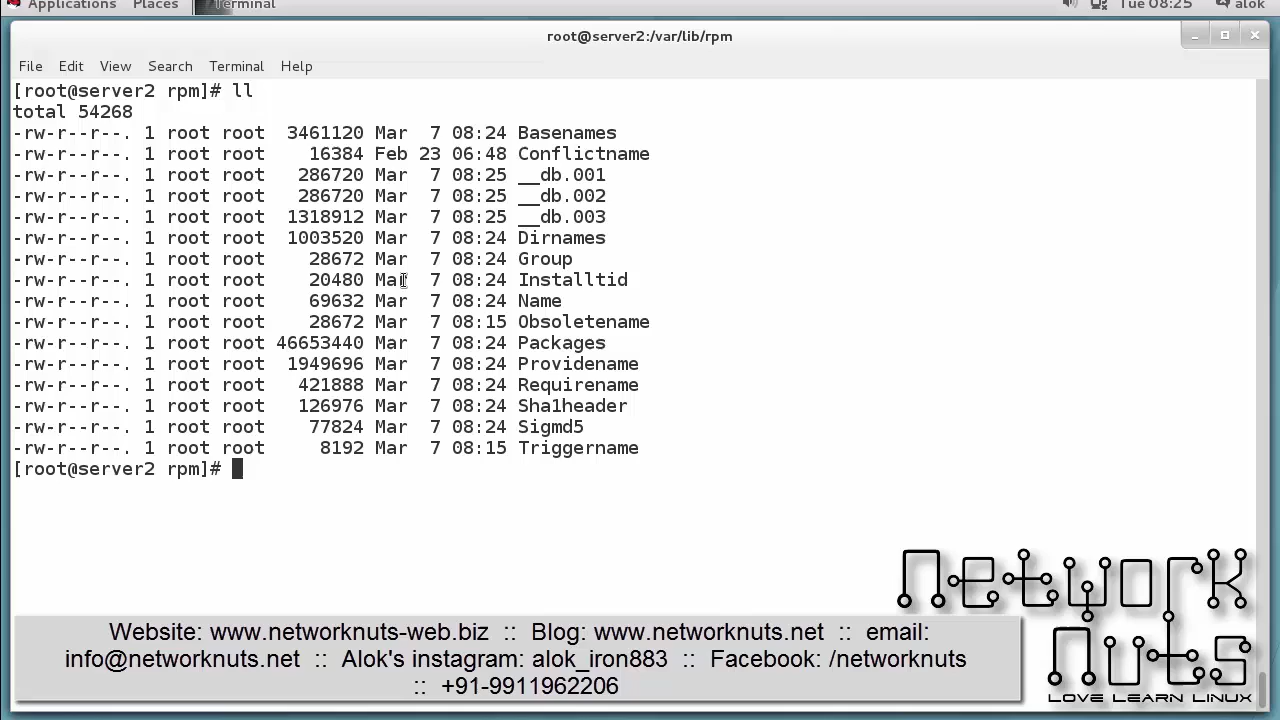 Applications Places Terminal Tue 08:25 alok
root@server2:/var/lib/rpm
File Edit View Search Terminal Help
[root@server2 rpm]# ll
total 54268
-rw-r--r--. 1 root root 3461120 Mar 7 08:24 Basenames
-rw-r--r--. 1 root root 16384 Feb 23 06:48 Conflictname
-rw-r--r--. 1 root root 286720 Mar 7 08:25 __db.001
-rw-r--r--. 1 root root 286720 Mar 7 08:25 __db.002
-rw-r--r--. 1 root root 1318912 Mar 7 08:25 __db.003
-rw-r--r--. 1 root root 1003520 Mar 7 08:24 Dirnames
-rw-r--r--. 1 root root 28672 Mar 7 08:24 Group
-rw-r--r--. 1 root root 20480 Mar 7 08:24 Installtid
-rw-r--r--. 1 root root 69632 Mar 7 08:24 Name
-rw-r--r--. 1 root root 28672 Mar 7 08:15 Obsoletename
-rw-r--r--. 1 root root 46653440 Mar 7 08:24 Packages
-rw-r--r--. 1 root root 1949696 Mar 7 08:24 Providename
-rw-r--r--. 1 root root 421888 Mar 7 08:24 Requirename
-rw-r--r--. 1 root root 126976 Mar 7 08:24 Sha1header
-rw-r--r--. 1 root root 77824 Mar 7 08:24 Sigmd5
-rw-r--r--. 1 root root 8192 Mar 7 08:15 Triggername
[root@server2 rpm]#
Network
Nuts
LOVE LEARN LINUX
Website: www.networknuts-web.biz :: Blog: www.networknuts.net :: email:
info@networknuts.net :: Alok's instagram: alok_iron883 :: Facebook: /networknuts
:: +91-9911962206